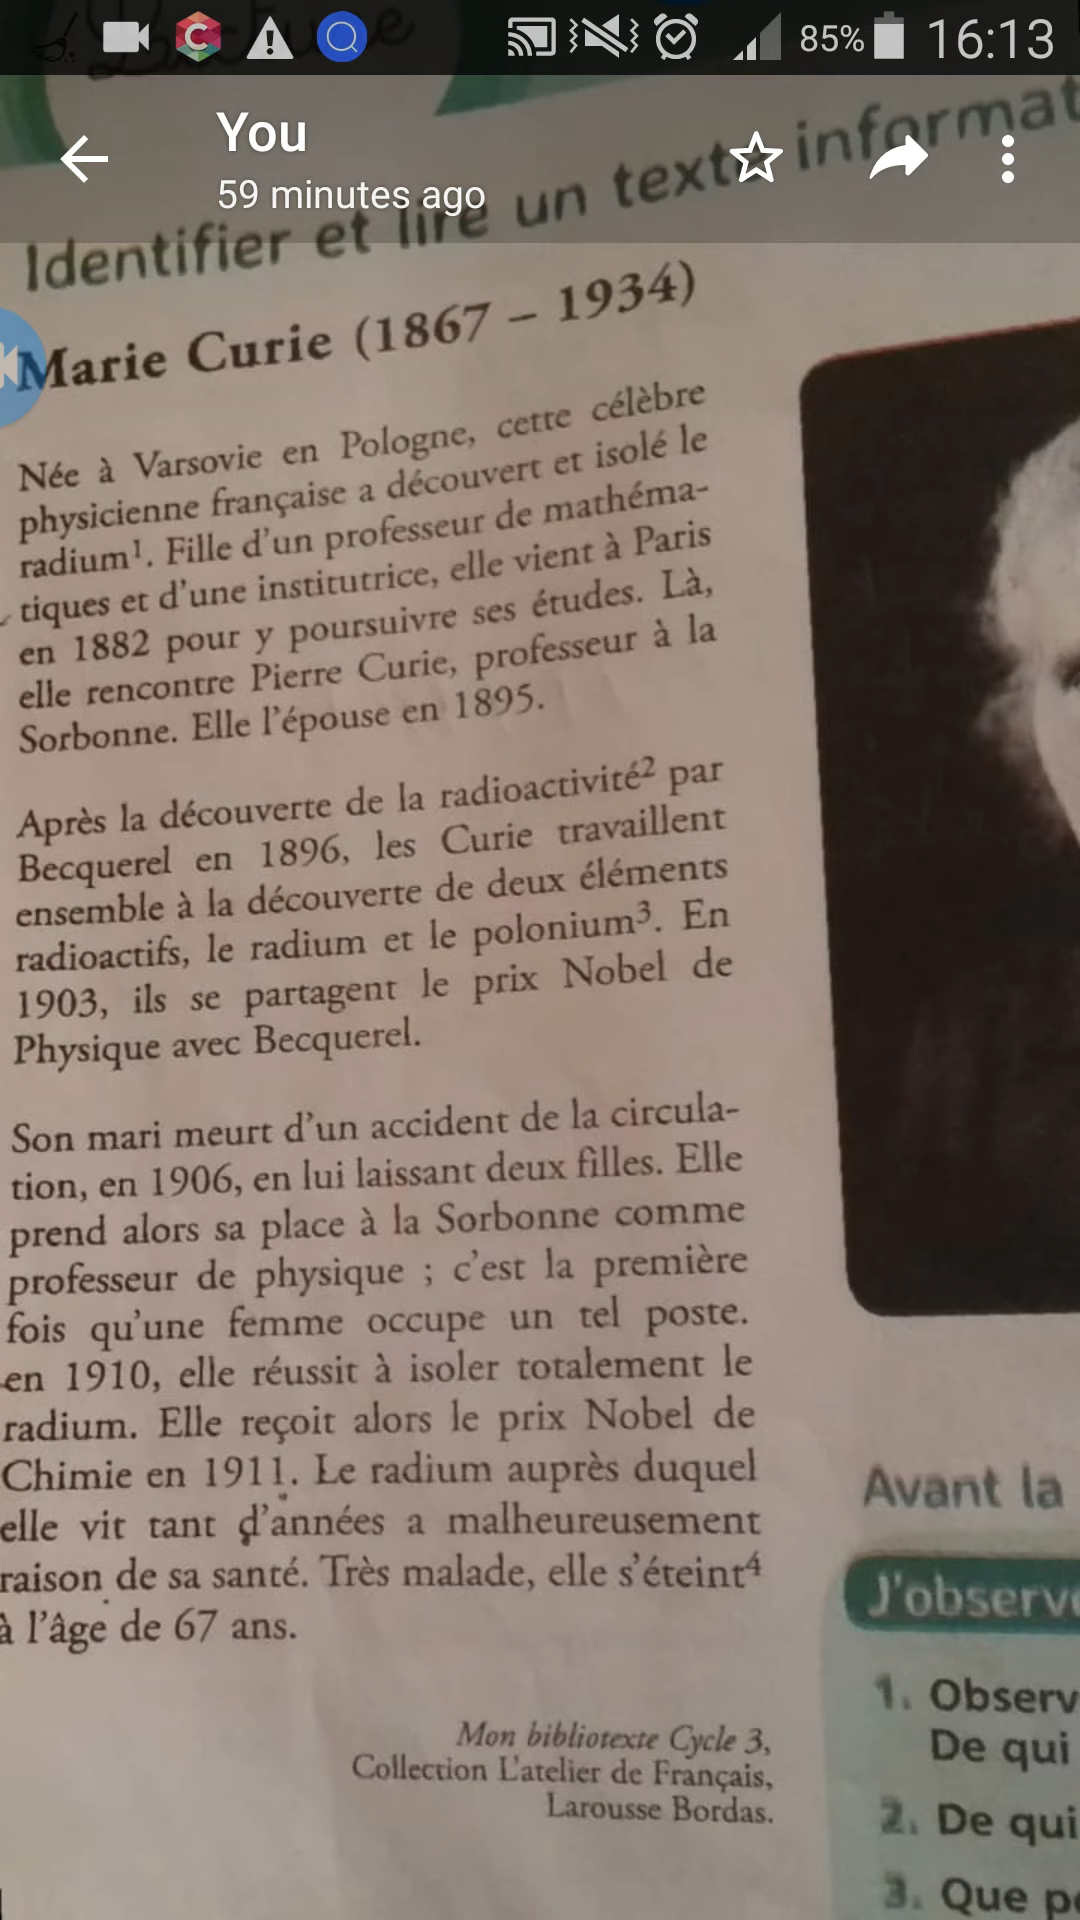 85% 16:13
You
59 minutes ago
Identifier et lire un texte informat
Marie Curie (1867 – 1934)
Née à Varsovie en Pologne, cette célèbre
physicienne française a découvert et isolé le
radium¹. Fille d'un professeur de mathéma-
tiques et d'une institutrice, elle vient à Paris
en 1882 pour y poursuivre ses études. Là,
elle rencontre Pierre Curie, professeur à la
Sorbonne. Elle l'épouse en 1895.
Après la découverte de la radioactivité² par
Becquerel en 1896, les Curie travaillent
ensemble à la découverte de deux éléments
radioactifs, le radium et le polonium³. En
1903, ils se partagent le prix Nobel de
Physique avec Becquerel.
Son mari meurt d'un accident de la circula-
tion, en 1906, en lui laissant deux filles. Elle
prend alors sa place à la Sorbonne comme
professeur de physique ; c'est la première
fois qu'une femme occupe un tel poste.
en 1910, elle réussit à isoler totalement le
radium. Elle reçoit alors le prix Nobel de
Chimie en 1911. Le radium auprès duquel
elle vit tant d'années a malheureusement
raison de sa santé. Très malade, elle s'éteint⁴
à l'âge de 67 ans.
Mon bibliotexte Cycle 3,
Collection L'atelier de Français,
Larousse Bordas.
Avant la
J'observe
1. Observ
De qui
2. De qui
3. Que p